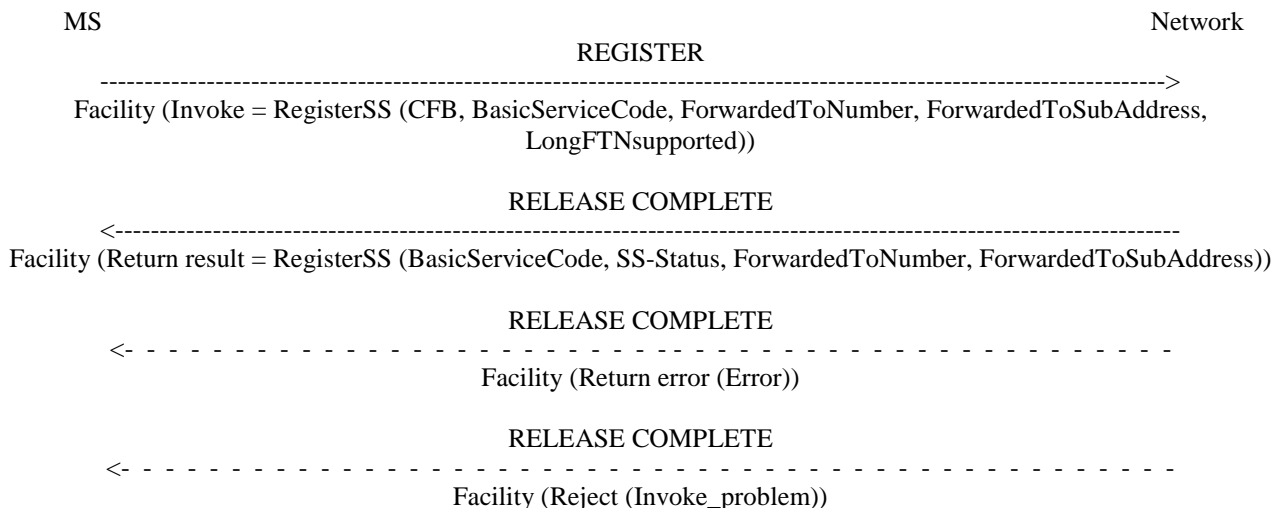 MS Network
REGISTER
------------------------------------------------------------------------------------------------------------------------>
Facility (Invoke = RegisterSS (CFB, BasicServiceCode, ForwardedToNumber, ForwardedToSubAddress,
LongFTNsupported))
RELEASE COMPLETE
<------------------------------------------------------------------------------------------------------------------------
Facility (Return result = RegisterSS (BasicServiceCode, SS-Status, ForwardedToNumber, ForwardedToSubAddress))
RELEASE COMPLETE
<- - - - - - - - - - - - - - - - - - - - - - - - - - - - - - - - - - - - - - - - - - - - - - - -
Facility (Return error (Error))
RELEASE COMPLETE
<- - - - - - - - - - - - - - - - - - - - - - - - - - - - - - - - - - - - - - - - - - - - - - - -
Facility (Reject (Invoke_problem))